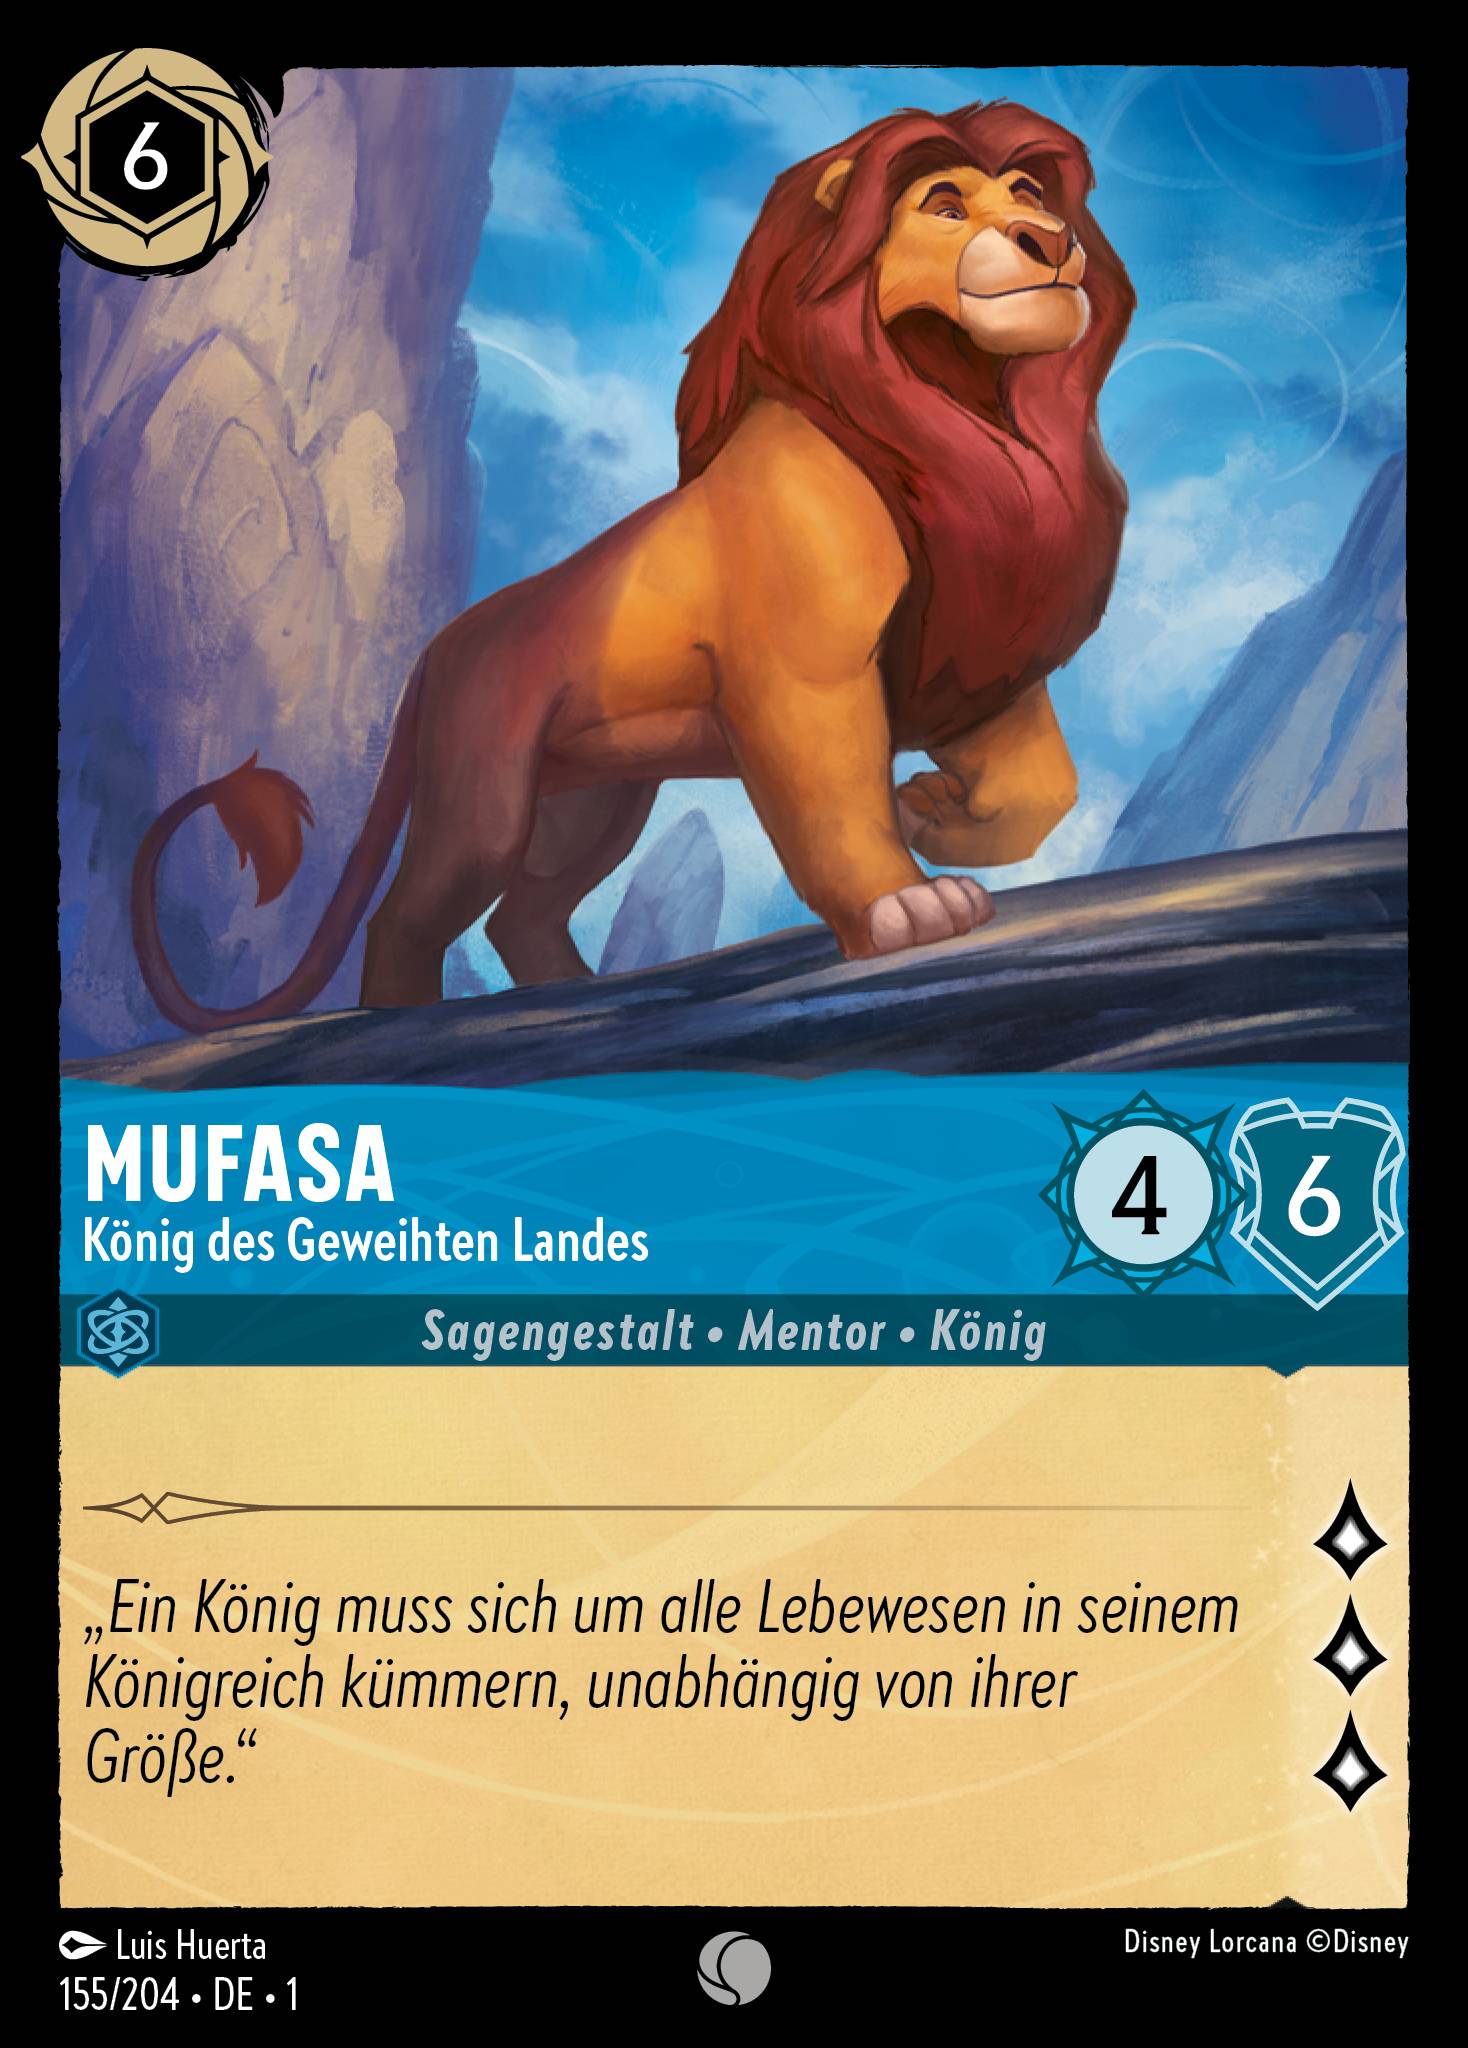 6
MUFASA
König des Geweihten Landes
4
6
Sagengestalt • Mentor • König
„Ein König muss sich um alle Lebewesen in seinem
Königreich kümmern, unabhängig von ihrer
Größe.“
Luis Huerta
155/204 • DE • 1
Disney Lorcana ©Disney